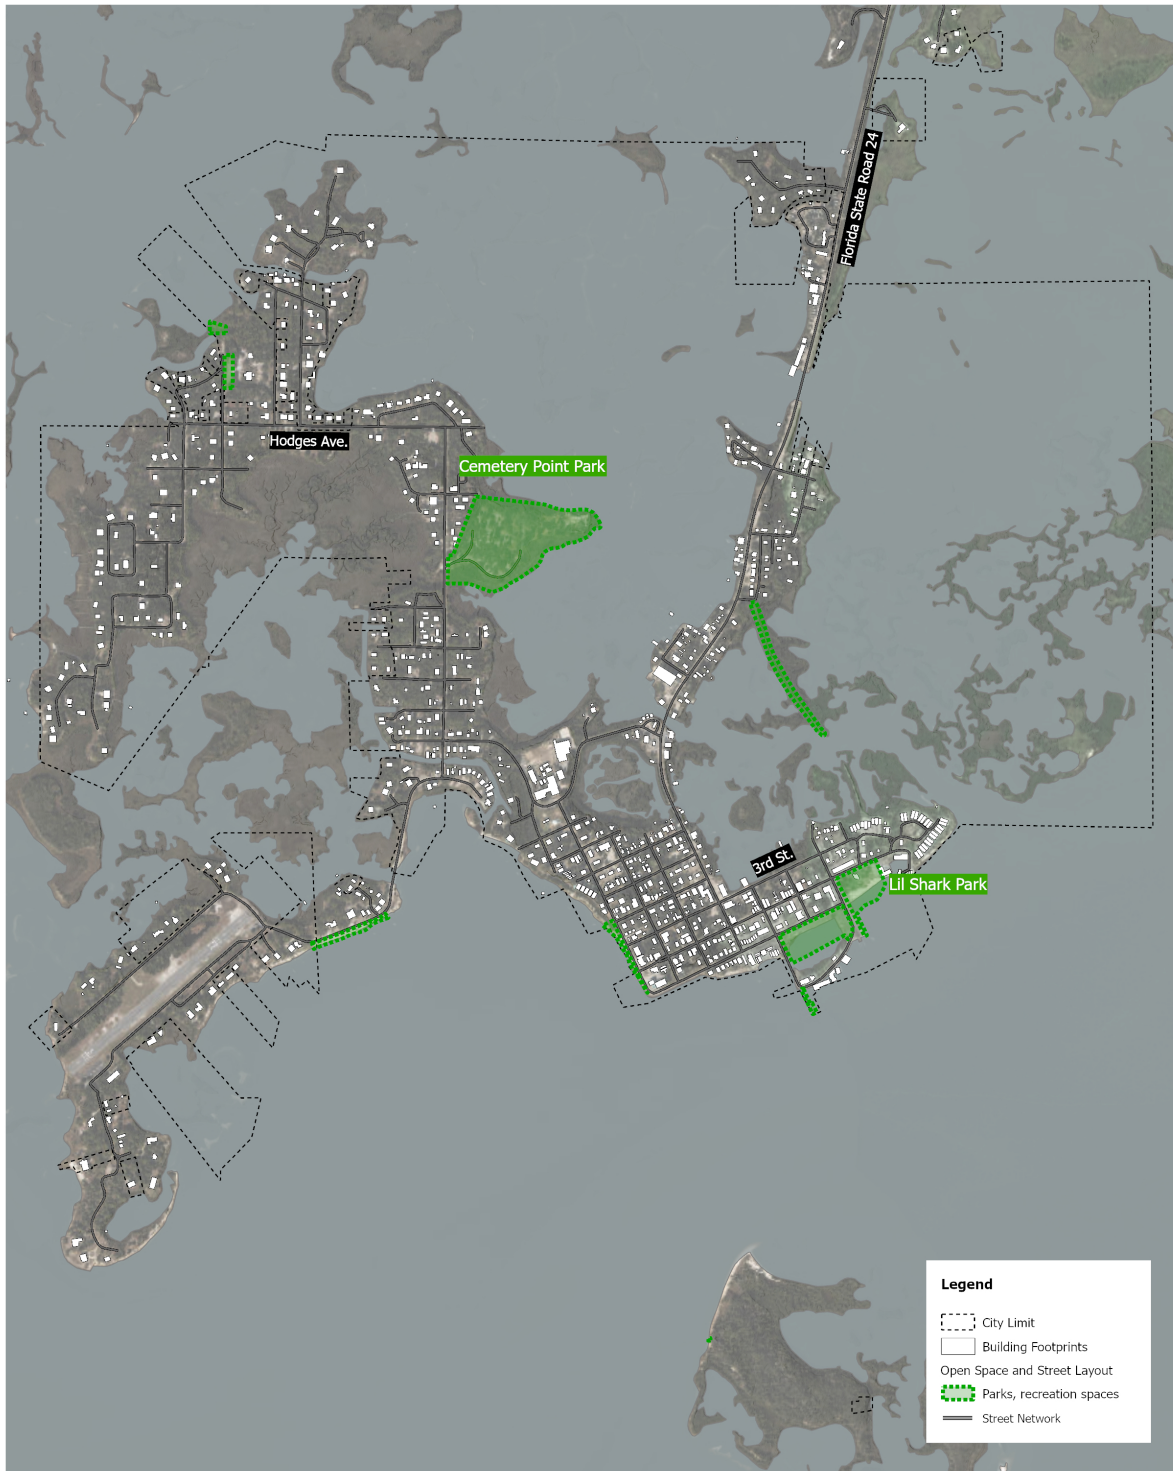 Florida State Road 24
Hodges Ave.
Cemetery Point Park
3rd St.
Lil Shark Park
Legend
City Limit
Building Footprints
Open Space and Street Layout
Parks, recreation spaces
Street Network